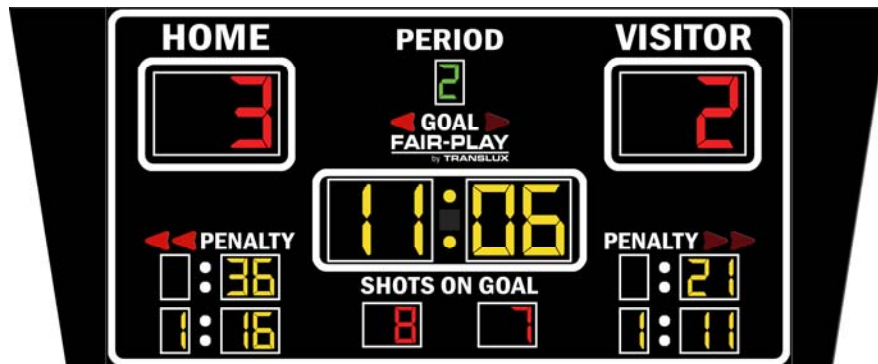 HOME PERIOD VISITOR
3 2 2
GOAL
FAIR-PLAY
by TRANSLUX
11:06
PENALTY PENALTY
:36 :21
SHOTS ON GOAL
1:16 8 7 1:11